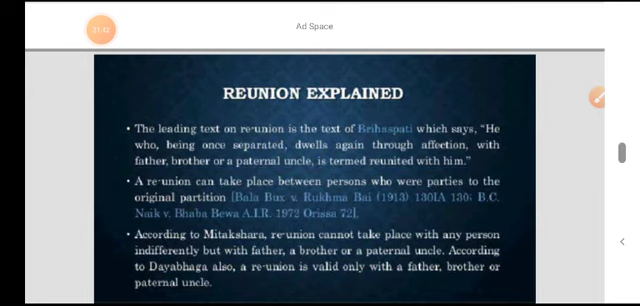 21:42
Ad Space
REUNION EXPLAINED
• The leading text on re-union is the text of Brihaspati which says, "He
who, being once separated, dwells again through affection, with
father, brother or a paternal uncle, is termed reunited with him."
• A re-union can take place between persons who were parties to the
original partition [Bala Bux v. Rukhma Bai (1913) 130IA 130; B.C.
Naik v. Bhaba Bewa A.I.R. 1972 Orissa 72].
• According to Mitakshara, re-union cannot take place with any person
indifferently but with father, a brother or a paternal uncle. According
to Dayabhaga also, a re-union is valid only with a father, brother or
paternal uncle.